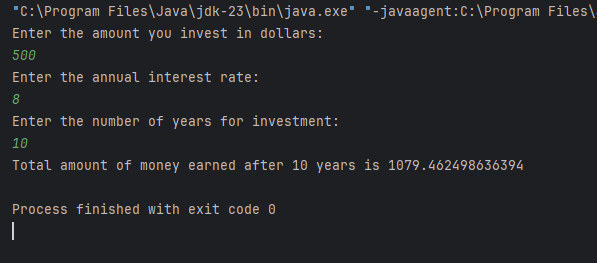 "C:\Program Files\Java\jdk-23\bin\java.exe" "-javaagent:C:\Program Files\
Enter the amount you invest in dollars:
500
Enter the annual interest rate:
8
Enter the number of years for investment:
10
Total amount of money earned after 10 years is 1079.462498636394
Process finished with exit code 0